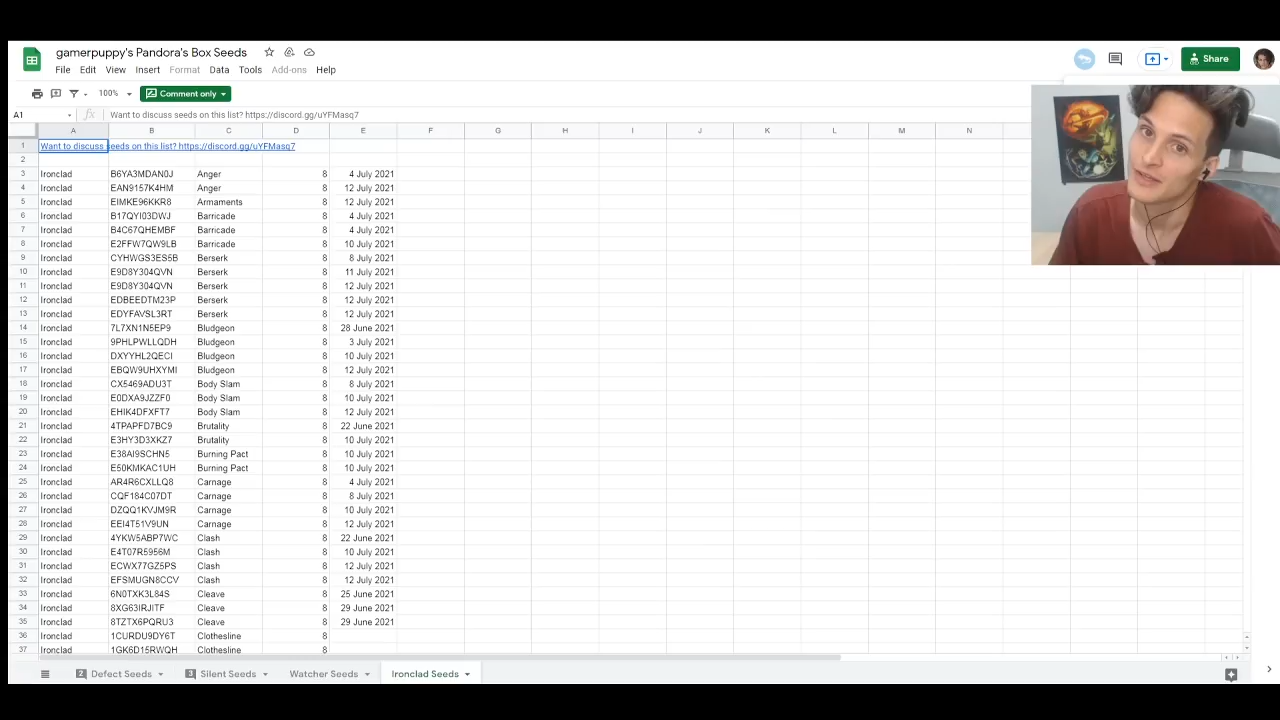 gamerpuppy's Pandora's Box Seeds
File Edit View Insert Format Data Tools Add-ons Help
Share
100% Comment only
A1 fx Want to discuss seeds on this list? https://discord.gg/uYFMasq7
A B C D E F G H I J K L M N
1 Want to discuss seeds on this list? https://discord.gg/uYFMasq7
2
3 Ironclad B6YA3MDAN0J Anger 8 4 July 2021
4 Ironclad EAN9157K4HM Anger 8 12 July 2021
5 Ironclad EIMKE96KKR8 Armaments 8 12 July 2021
6 Ironclad B17QYI03DWJ Barricade 8 4 July 2021
7 Ironclad B4C67QHEMBF Barricade 8 4 July 2021
8 Ironclad E2FFW7QW9LB Barricade 8 10 July 2021
9 Ironclad CYHWGS3ES5B Berserk 8 8 July 2021
10 Ironclad E9D8Y304QVN Berserk 8 11 July 2021
11 Ironclad E9D8Y304QVN Berserk 8 12 July 2021
12 Ironclad EDBEEDTM23P Berserk 8 12 July 2021
13 Ironclad EDYFAVSL3RT Berserk 8 12 July 2021
14 Ironclad 7L7XN1N5EP9 Bludgeon 8 28 June 2021
15 Ironclad 9PHLPWLLQDH Bludgeon 8 3 July 2021
16 Ironclad DXYYHL2QECI Bludgeon 8 10 July 2021
17 Ironclad EBQW9UHXYMI Bludgeon 8 12 July 2021
18 Ironclad CX5469ADU3T Body Slam 8 8 July 2021
19 Ironclad E0DXA9JZZF0 Body Slam 8 10 July 2021
20 Ironclad EHIK4DFXFT7 Body Slam 8 12 July 2021
21 Ironclad 4TPAPFD7BC9 Brutality 8 22 June 2021
22 Ironclad E3HY3D3XKZ7 Brutality 8 10 July 2021
23 Ironclad E38AI9SCHN5 Burning Pact 8 10 July 2021
24 Ironclad E50KMKAC1UH Burning Pact 8 10 July 2021
25 Ironclad AR4R6CXLLQ8 Carnage 8 4 July 2021
26 Ironclad CQF184C07DT Carnage 8 8 July 2021
27 Ironclad DZQQ1KVJM9R Carnage 8 10 July 2021
28 Ironclad EEI4T51V9UN Carnage 8 12 July 2021
29 Ironclad 4YKW5ABP7WC Clash 8 22 June 2021
30 Ironclad E4T07R5956M Clash 8 10 July 2021
31 Ironclad ECWX77GZ5PS Clash 8 12 July 2021
32 Ironclad EFSMUGN8CCV Clash 8 12 July 2021
33 Ironclad 6N0TXK3L84S Cleave 8 25 June 2021
34 Ironclad 8XG63IRJITF Cleave 8 29 June 2021
35 Ironclad 8TZTX6PQRU3 Cleave 8 29 June 2021
36 Ironclad 1CURDU9DY6T Clothesline 8
37 Ironclad 1GK6D15RWQH Clothesline 8
2 Defect Seeds 3 Silent Seeds Watcher Seeds Ironclad Seeds